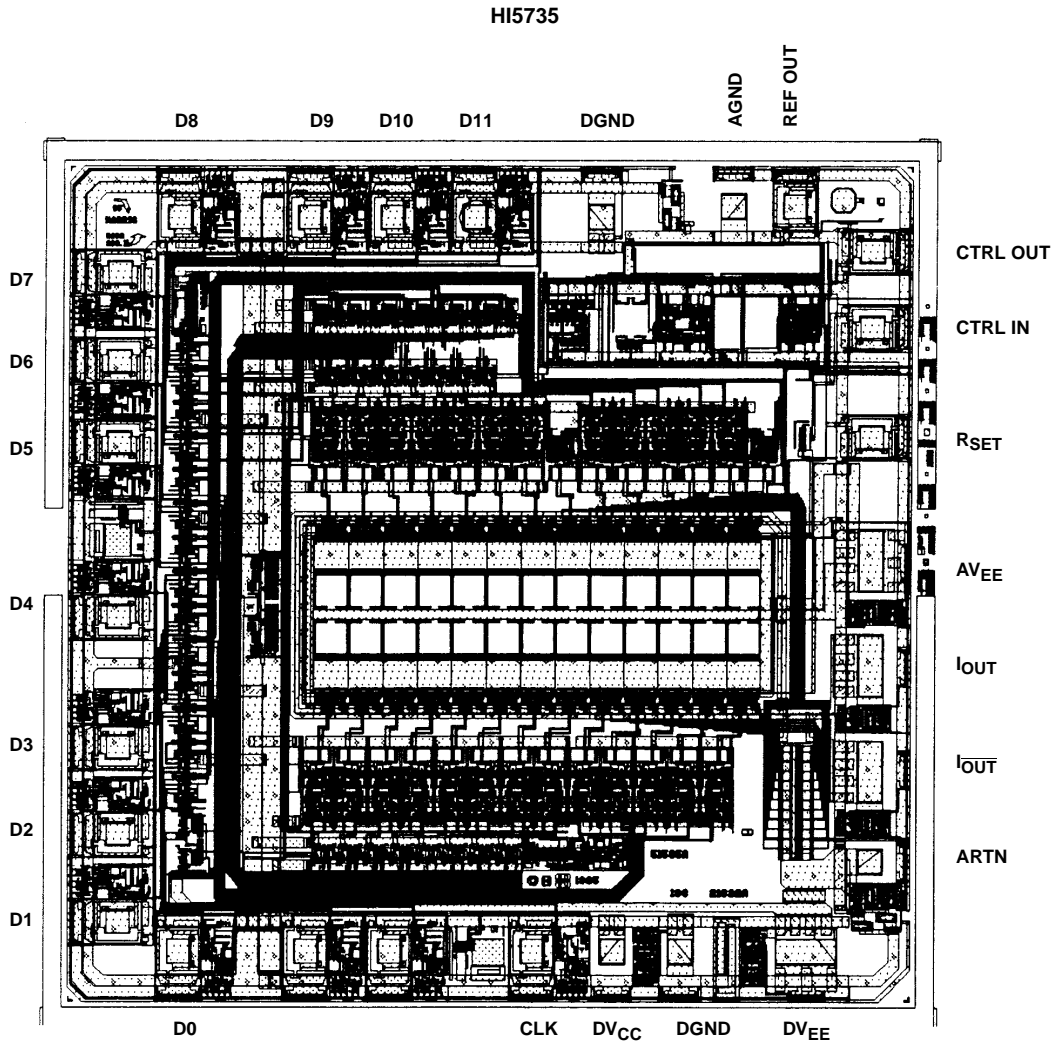 HI5735
D8
D9
D10
D11
DGND
AGND
REF OUT
CTRL OUT
CTRL IN
RSET
AVEE
IOUT
IOUT
ARTN
D7
D6
D5
D4
D3
D2
D1
D0
CLK
DVCC
DGND
DVEE